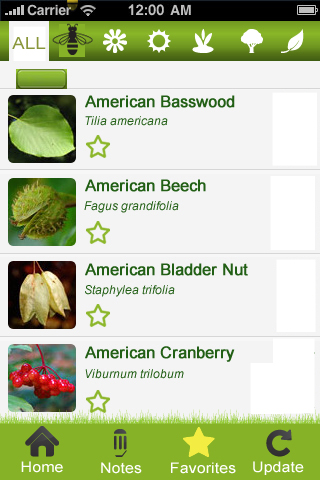 Carrier 12:00 AM
ALL
American Basswood
Tilia americana
American Beech
Fagus grandifolia
American Bladder Nut
Staphylea trifolia
American Cranberry
Viburnum trilobum
Home Notes Favorites Update